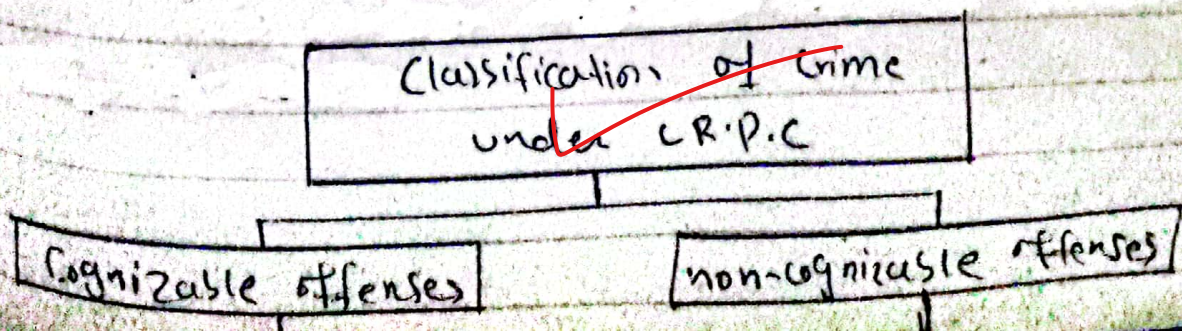 Classification of Crime
under CR.P.C
Cognizable offenses
non-cognizable offenses